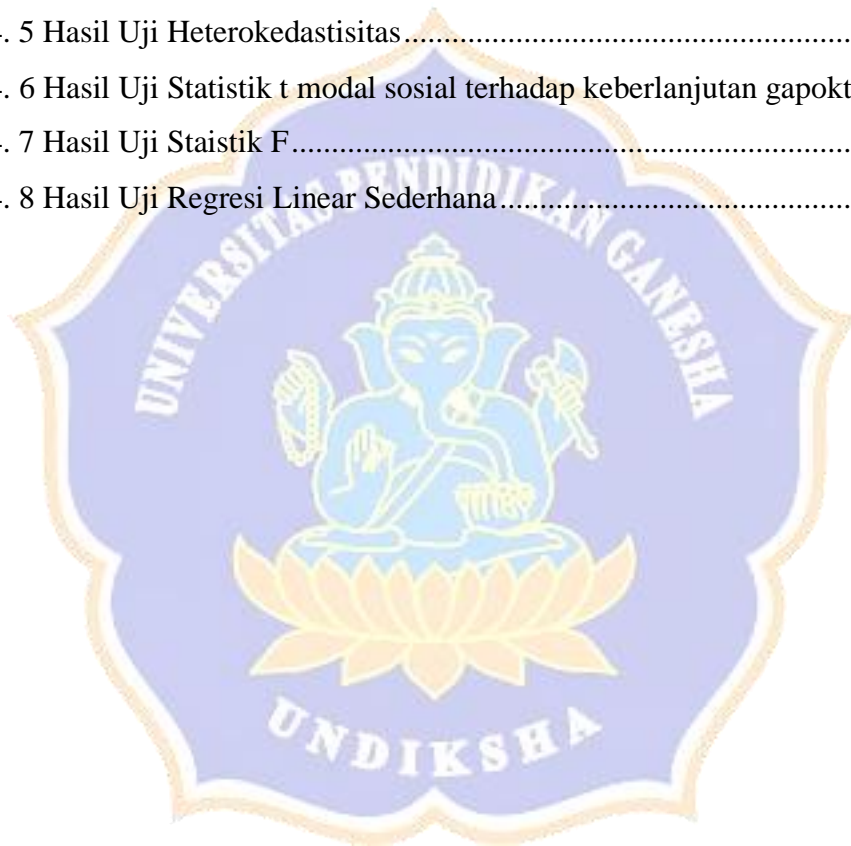 . 5 Hasil Uji Heterokedastisitas
. 6 Hasil Uji Statistik t modal sosial terhadap keberlanjutan gapokt
. 7 Hasil Uji Staistik F
. 8 Hasil Uji Regresi Linear Sederhana
UNIVERSITAS PENDIDIKAN GANESHA
UNDIKSHA